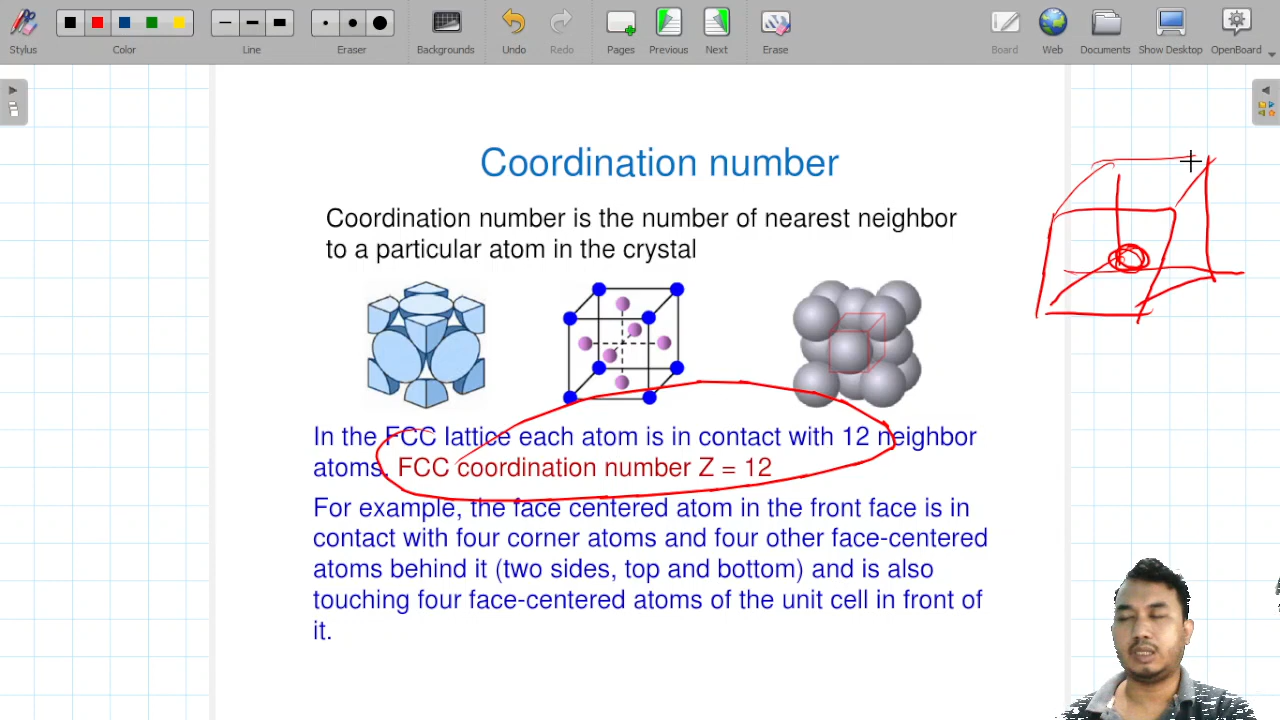 Stylus
Color
Line
Eraser
Backgrounds
Undo
Redo
Pages
Previous
Next
Erase
Board
Web
Documents
Show Desktop
OpenBoard
Coordination number
Coordination number is the number of nearest neighbor
to a particular atom in the crystal
In the FCC lattice each atom is in contact with 12 neighbor
atoms. FCC coordination number Z = 12
For example, the face centered atom in the front face is in
contact with four corner atoms and four other face-centered
atoms behind it (two sides, top and bottom) and is also
touching four face-centered atoms of the unit cell in front of
it.